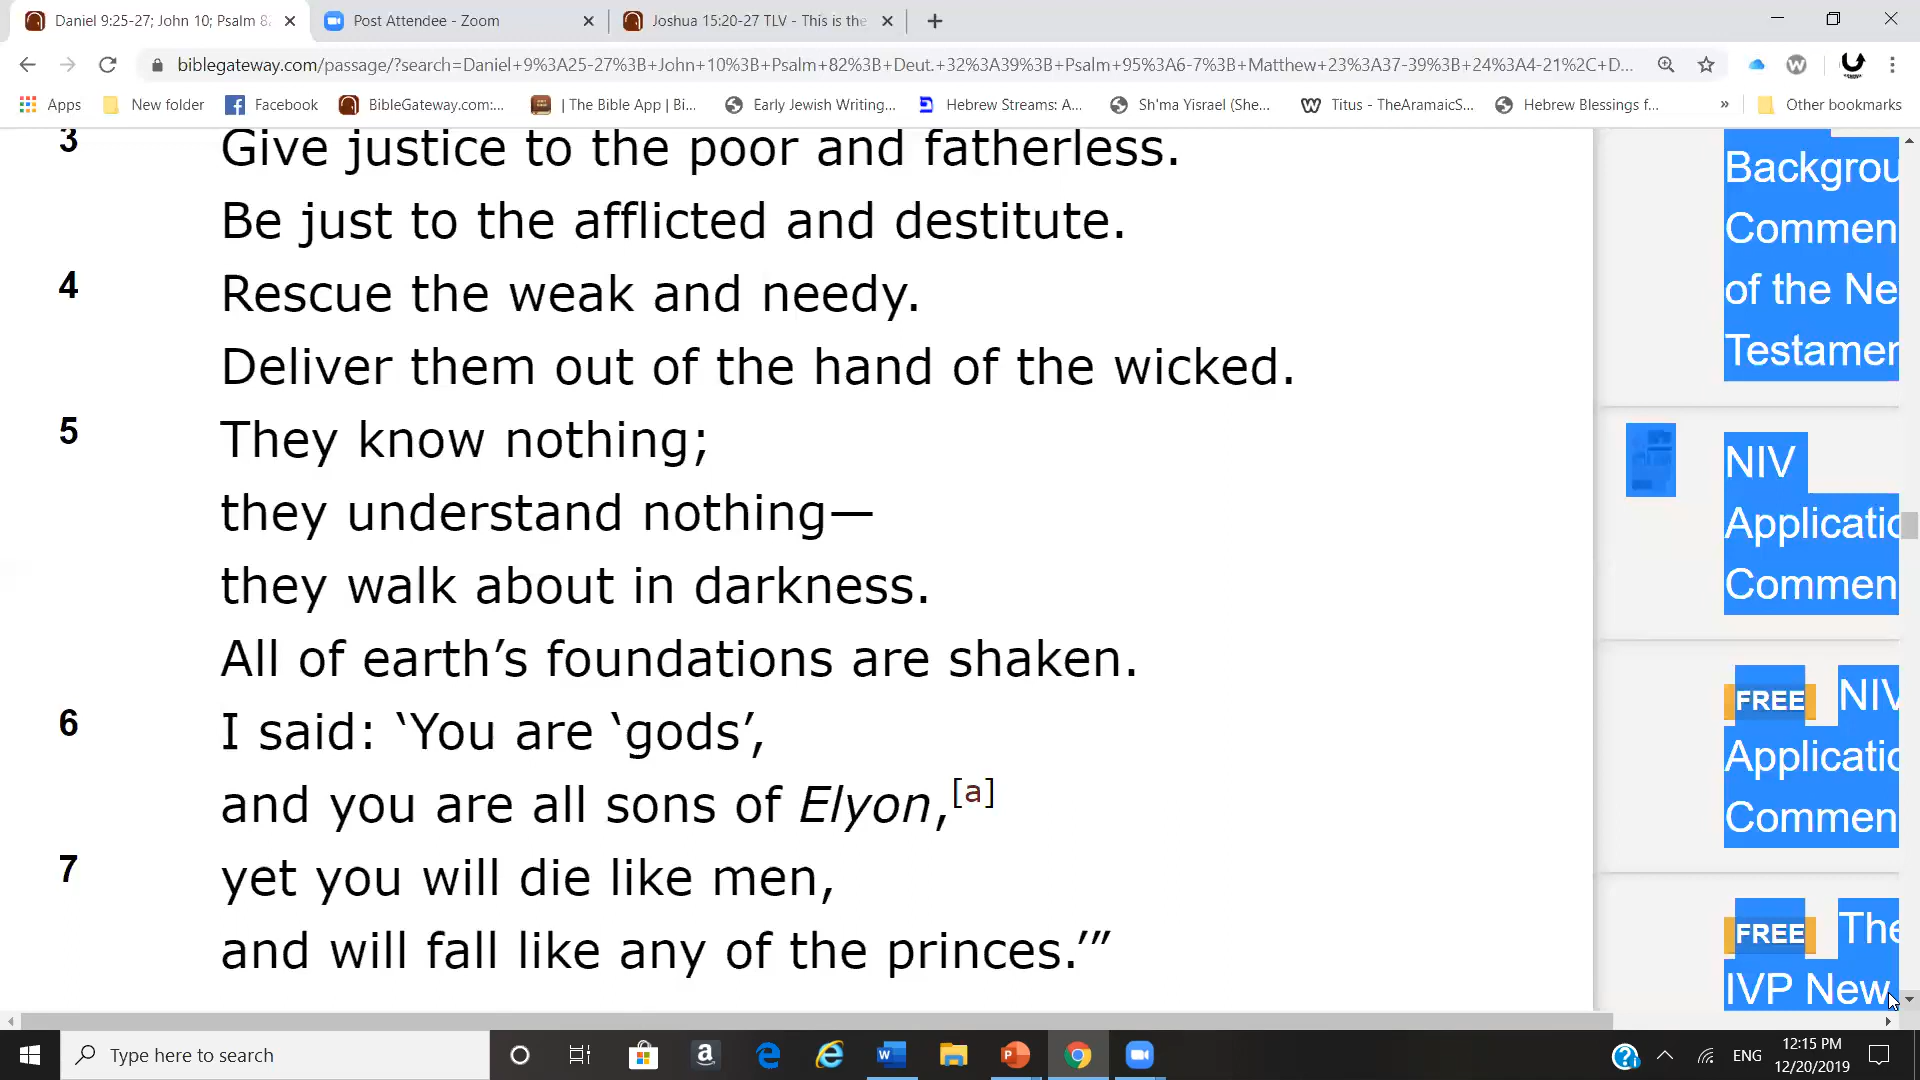 Daniel 9:25-27; John 10; Psalm 82
Post Attendee - Zoom
Joshua 15:20-27 TLV - This is the
biblegateway.com/passage/?search=Daniel+9%3A25-27%3B+John+10%3B+Psalm+82%3B+Deut.+32%3A39%3B+Psalm+95%3A6-7%3B+Matthew+23%3A37-39%3B+24%3A4-21%2C+D...
Apps
New folder
Facebook
BibleGateway.com:...
| The Bible App | Bi...
Early Jewish Writing...
Hebrew Streams: A...
Sh'ma Yisrael (She...
Titus - TheAramaicS...
Hebrew Blessings f...
»
Other bookmarks
3 Give justice to the poor and fatherless.
Be just to the afflicted and destitute.
4 Rescue the weak and needy.
Deliver them out of the hand of the wicked.
5 They know nothing;
they understand nothing—
they walk about in darkness.
All of earth’s foundations are shaken.
6 I said: ‘You are ‘gods’,
and you are all sons of Elyon,[a]
7 yet you will die like men,
and will fall like any of the princes.’”
Backgrou
Commen
of the Ne
Testamen
NIV
Applicatio
Commen
FREE NIV
Applicatio
Commen
FREE The
IVP New
Type here to search
ENG
12:15 PM
12/20/2019